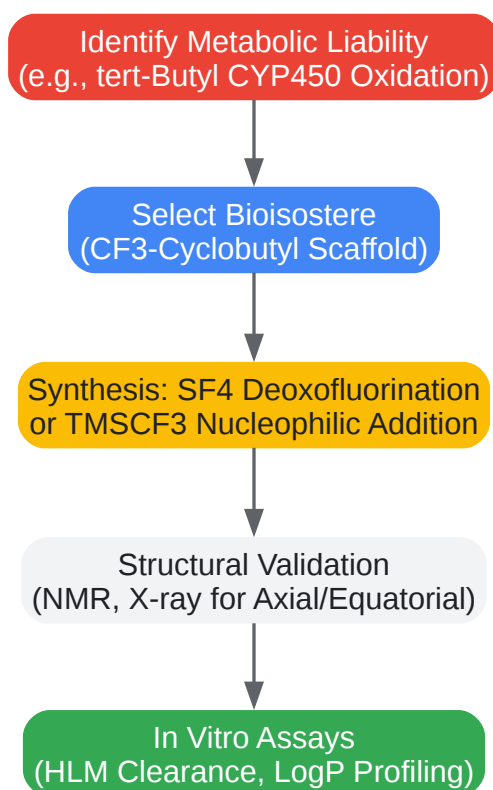 Identify Metabolic Liability
(e.g., tert-Butyl CYP450 Oxidation)
Select Bioisostere
(CF3-Cyclobutyl Scaffold)
Synthesis: SF4 Deoxofluorination
or TMSCF3 Nucleophilic Addition
Structural Validation
(NMR, X-ray for Axial/Equatorial)
In Vitro Assays
(HLM Clearance, LogP Profiling)